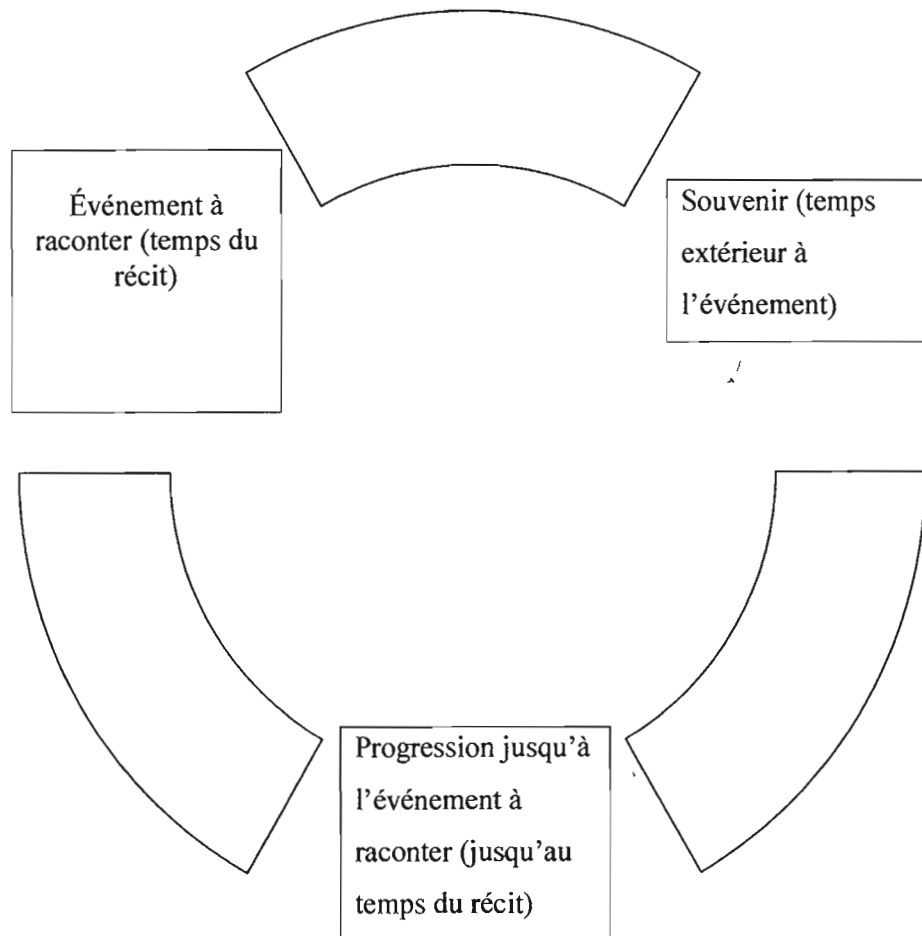 Événement à
raconter (temps du
récit)
Souvenir (temps
extérieur à
l'événement)
Progression jusqu'à
l'événement à
raconter (jusqu'au
temps du récit)